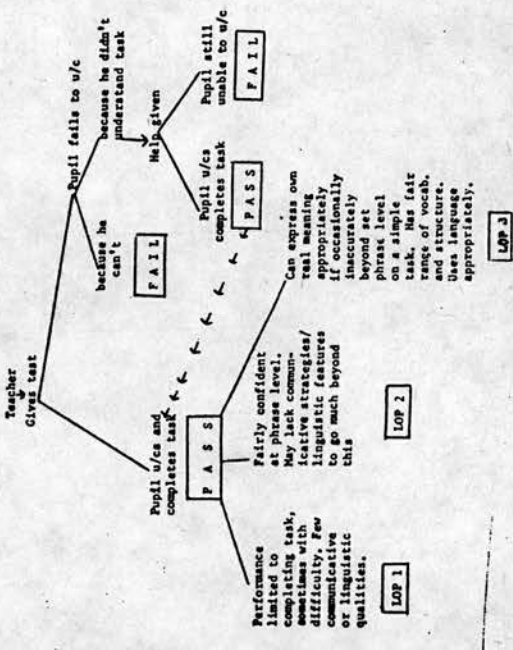 Teacher
Gives test
Pupil u/cs and
completes task
Pupil fails to u/c
because he
can't
FAIL
because he didn't
understand task
Help given
Pupil u/cs
completes task
PASS
Pupil still
unable to u/c
FAIL
PASS
Performance
limited to
completing task,
sometimes with
difficulty. Few
communicative
or linguistic
qualities.
LOP 1
Fairly confident
at phrase level.
May lack commun-
icative strategies/
linguistic features
to go much beyond
this
LOP 2
Can express own
real meaning
appropriately
if occasionally
inaccurately
beyond set
phrase level
on a simple
task. Has fair
range of vocab.
and structure.
Uses language
appropriately.
LOP 3